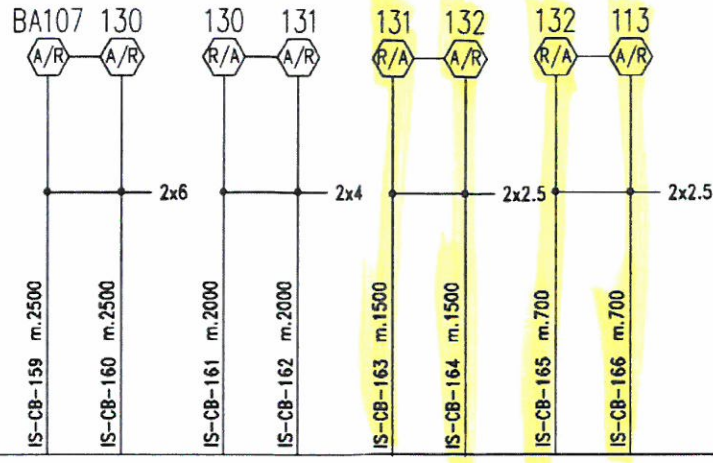 BA107 130 130 131 131 132 132 113
A/R A/R R/A A/R R/A A/R R/A A/R
2x6 2x4 2x2.5 2x2.5
IS-CB-159 m.2500
IS-CB-160 m.2500
IS-CB-161 m.2000
IS-CB-162 m.2000
IS-CB-163 m.1500
IS-CB-164 m.1500
IS-CB-165 m.700
IS-CB-166 m.700